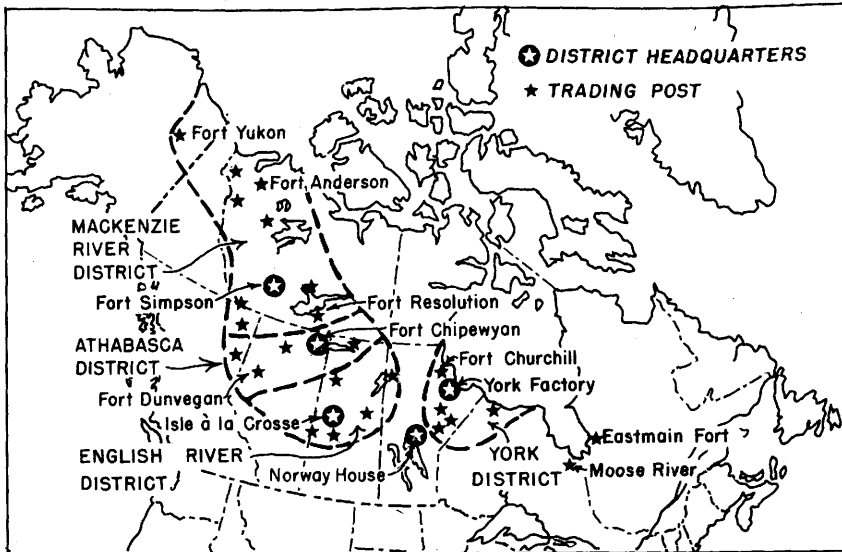 DISTRICT HEADQUARTERS
TRADING POST
Fort Yukon
Fort Anderson
MACKENZIE
RIVER
DISTRICT
Fort Simpson
Fort Resolution
Fort Chipewyan
ATHABASCA
DISTRICT
Fort Churchill
York Factory
Fort Dunvegan
Isle à la Crosse
Eastmain Fort
ENGLISH RIVER
DISTRICT
Norway House
YORK
DISTRICT
Moose River